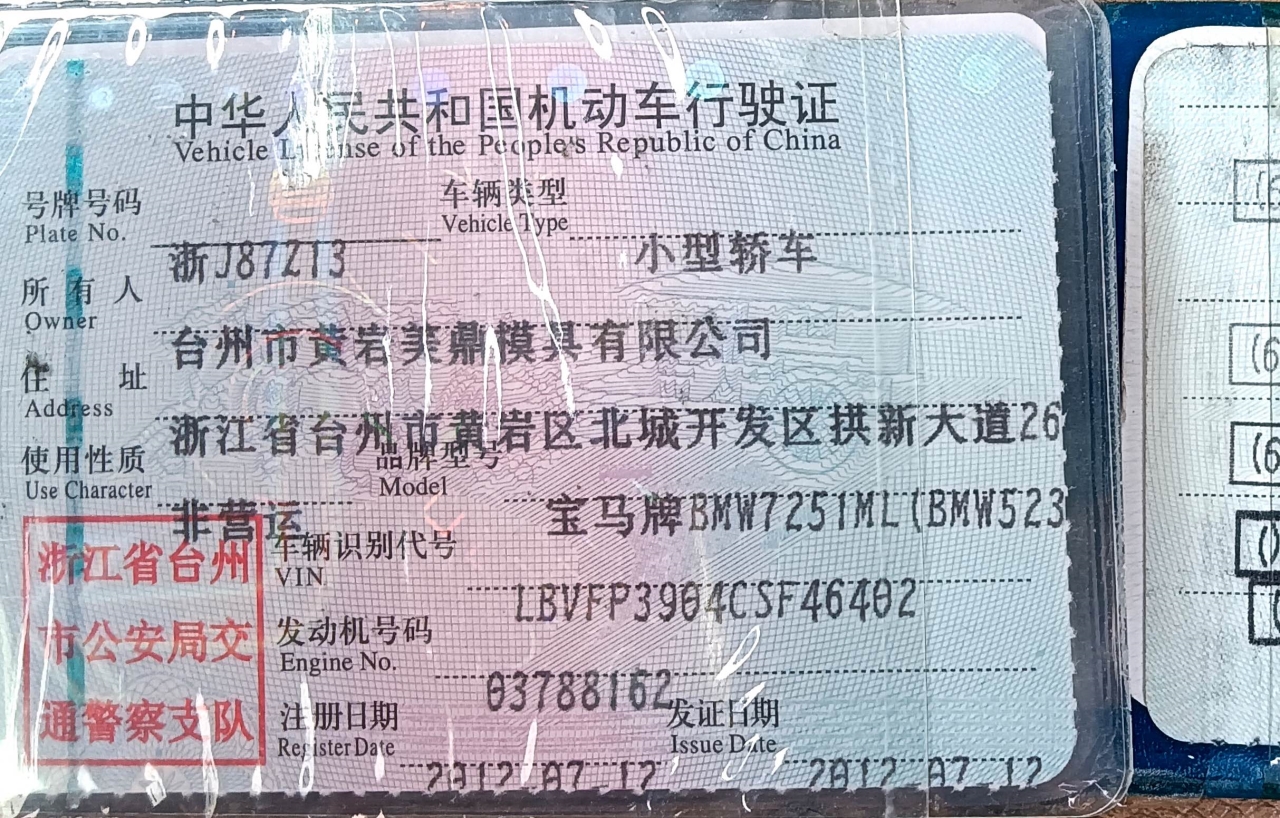 中华人民共和国机动车行驶证
Vehicle License of the People's Republic of China
号牌号码 车辆类型
Plate No. Vehicle Type
浙J87213 小型轿车
所有人
Owner
台州市黄岩美鼎模具有限公司
住址
Address
浙江省台州市黄岩区北城开发区拱新大道26
使用性质 品牌型号
Use Character Model
非营运 宝马牌BMW7251ML(BMW523
车辆识别代号
VIN
LBVFP3904CSF46402
发动机号码
Engine No.
03788162
注册日期 发证日期
Register Date Issue Date
2012-07-12 2012-07-12
浙江省台州
市公安局交
通警察支队